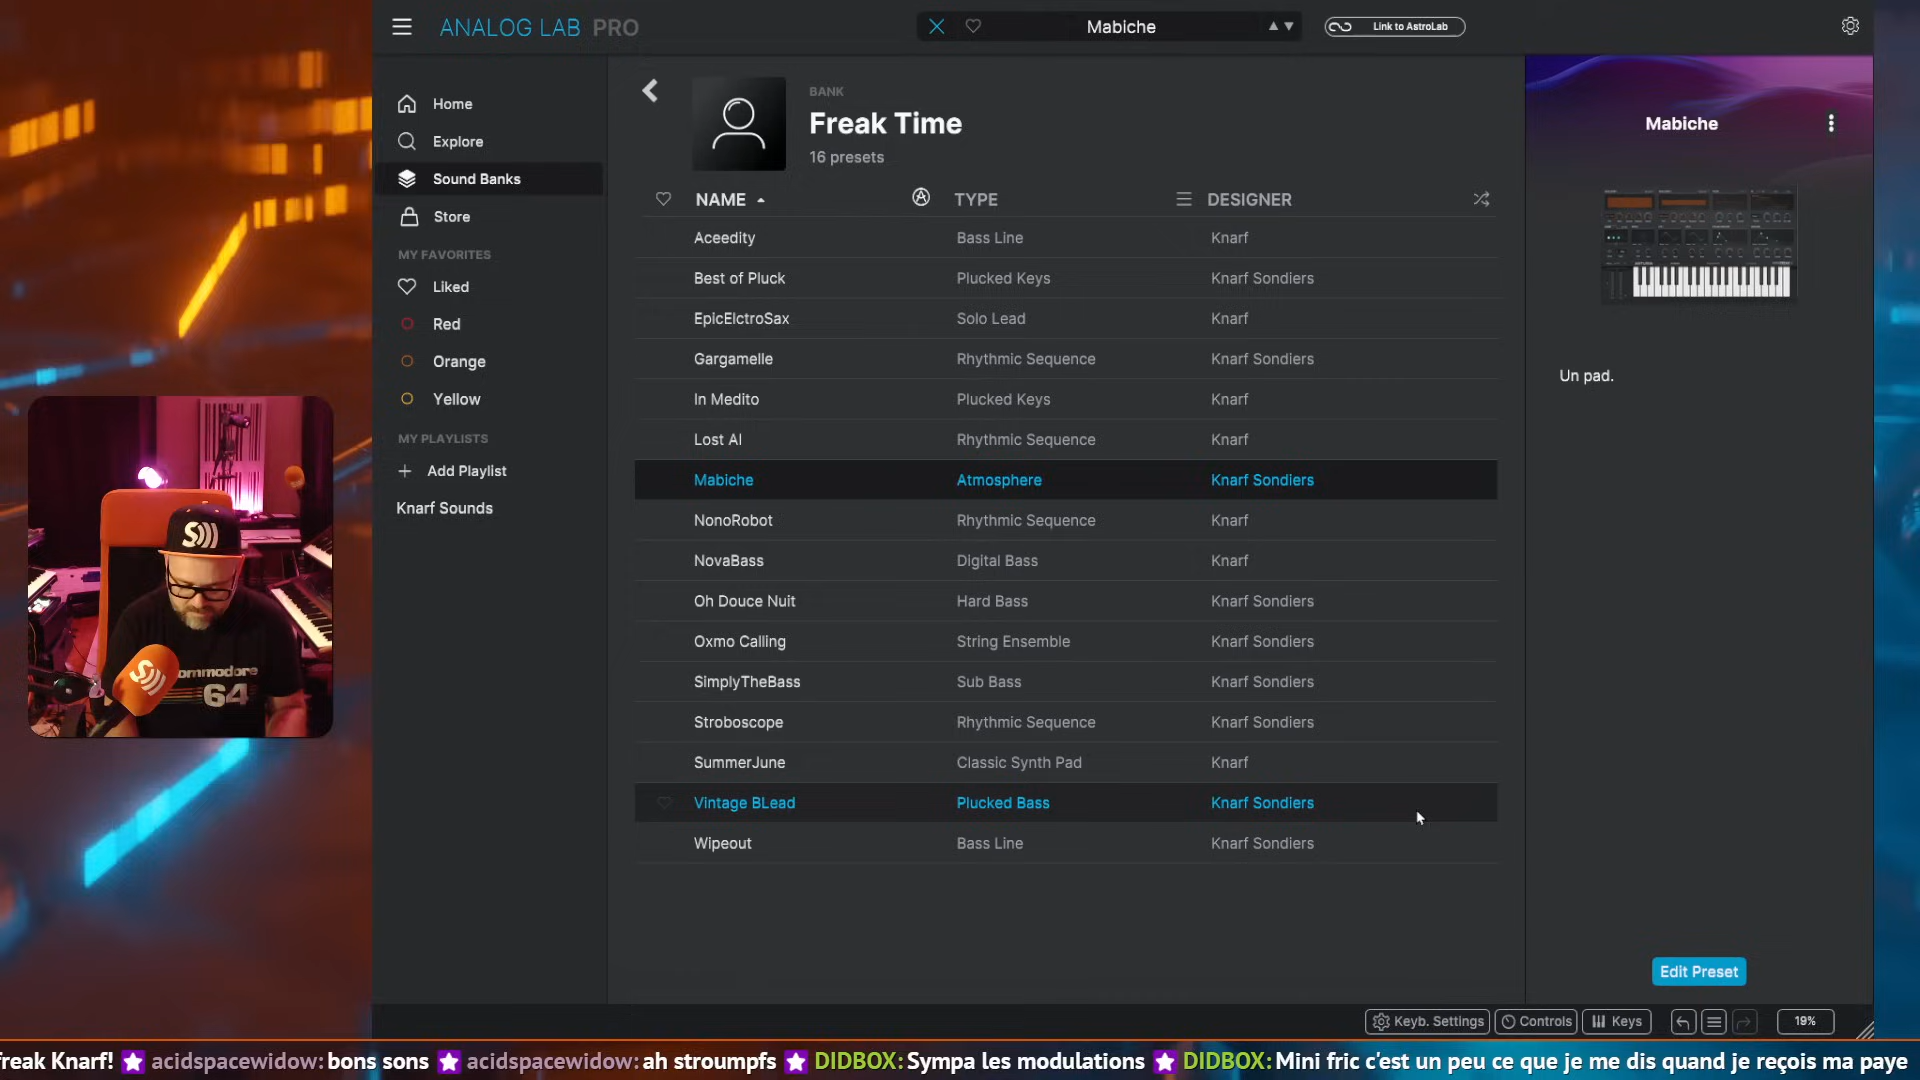 ANALOG LAB PRO
Mabiche
Link to AstroLab
Home
Explore
Sound Banks
Store
MY FAVORITES
Liked
Red
Orange
Yellow
MY PLAYLISTS
Add Playlist
Knarf Sounds
BANK
Freak Time
16 presets
NAME TYPE DESIGNER
Aceedity Bass Line Knarf
Best of Pluck Plucked Keys Knarf Sondiers
EpicElctroSax Solo Lead Knarf
Gargamelle Rhythmic Sequence Knarf Sondiers
In Medito Plucked Keys Knarf
Lost AI Rhythmic Sequence Knarf
Mabiche Atmosphere Knarf Sondiers
NonoRobot Rhythmic Sequence Knarf
NovaBass Digital Bass Knarf
Oh Douce Nuit Hard Bass Knarf Sondiers
Oxmo Calling String Ensemble Knarf Sondiers
SimplyTheBass Sub Bass Knarf Sondiers
Stroboscope Rhythmic Sequence Knarf Sondiers
SummerJune Classic Synth Pad Knarf
Vintage BLead Plucked Bass Knarf Sondiers
Wipeout Bass Line Knarf Sondiers
Mabiche
Un pad.
Edit Preset
Keyb. Settings Controls Keys 19%
ommodore
64
freak Knarf! acidspacewidow: bons sons acidspacewidow: ah stroumpfs DIDBOX: Sympa les modulations DIDBOX: Mini fric c'est un peu ce que je me dis quand je reçois ma paye